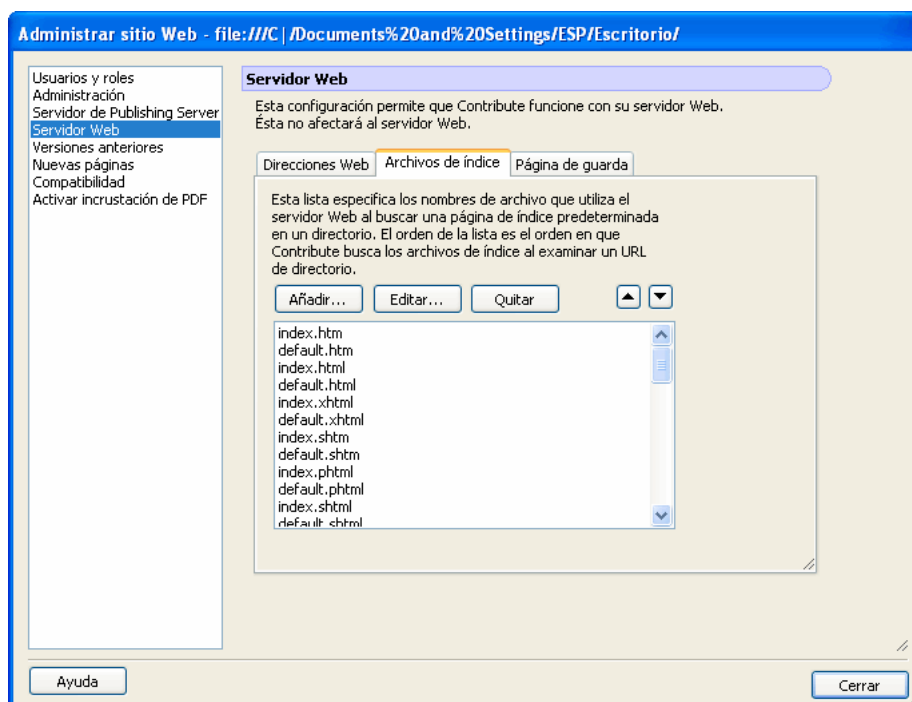 Administrar sitio Web - file:///C|/Documents%20and%20Settings/ESP/Escritorio/
Usuarios y roles
Administración
Servidor de Publishing Server
Servidor Web
Versiones anteriores
Nuevas páginas
Compatibilidad
Activar incrustación de PDF
Servidor Web
Esta configuración permite que Contribute funcione con su servidor Web.
Ésta no afectará al servidor Web.
Direcciones Web
Archivos de índice
Página de guarda
Esta lista especifica los nombres de archivo que utiliza el
servidor Web al buscar una página de índice predeterminada
en un directorio. El orden de la lista es el orden en que
Contribute busca los archivos de índice al examinar un URL
de directorio.
Añadir...
Editar...
Quitar
index.htm
default.htm
index.html
default.html
index.xhtml
default.xhtml
index.shtm
default.shtm
index.phtml
default.phtml
index.shtml
default.shtml
Ayuda
Cerrar